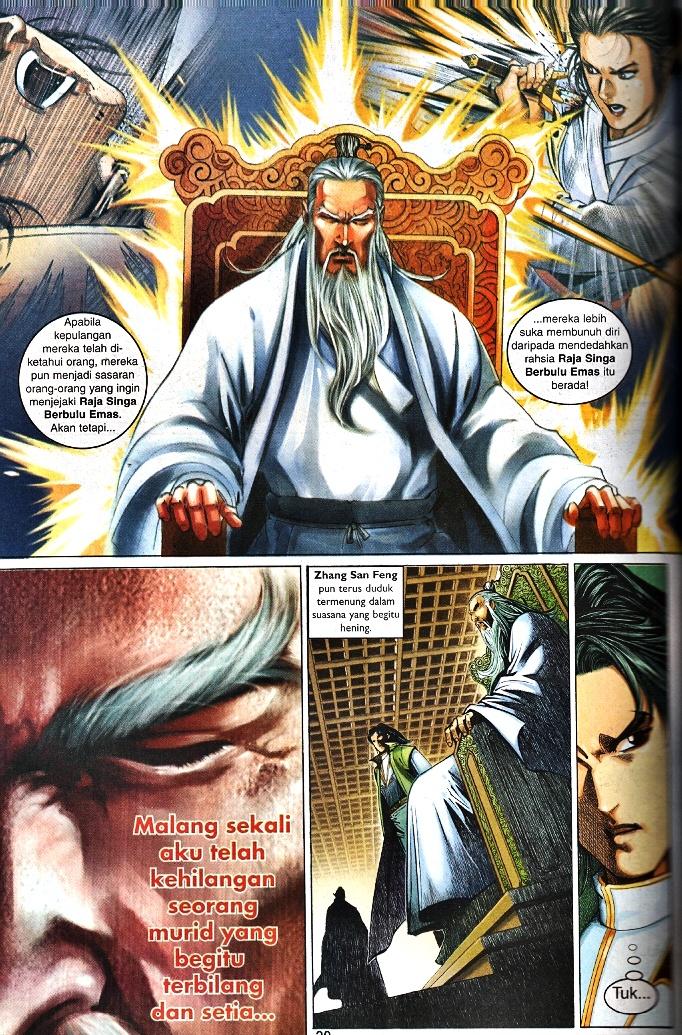 Apabila
kepulangan
mereka telah di-
ketahui orang, mereka
pun menjadi sasaran
orang-orang yang ingin
menjejaki Raja Singa
Berbulu Emas.
Akan tetapi...
...mereka lebih
suka membunuh diri
daripada mendedahkan
rahsia Raja Singa
Berbulu Emas itu
berada!
Malang sekali
aku telah
kehilangan
seorang
murid yang
begitu
terbilang
dan setia...
Zhang San Feng
pun terus duduk
termenung dalam
suasana yang begitu
hening.
Tuk...